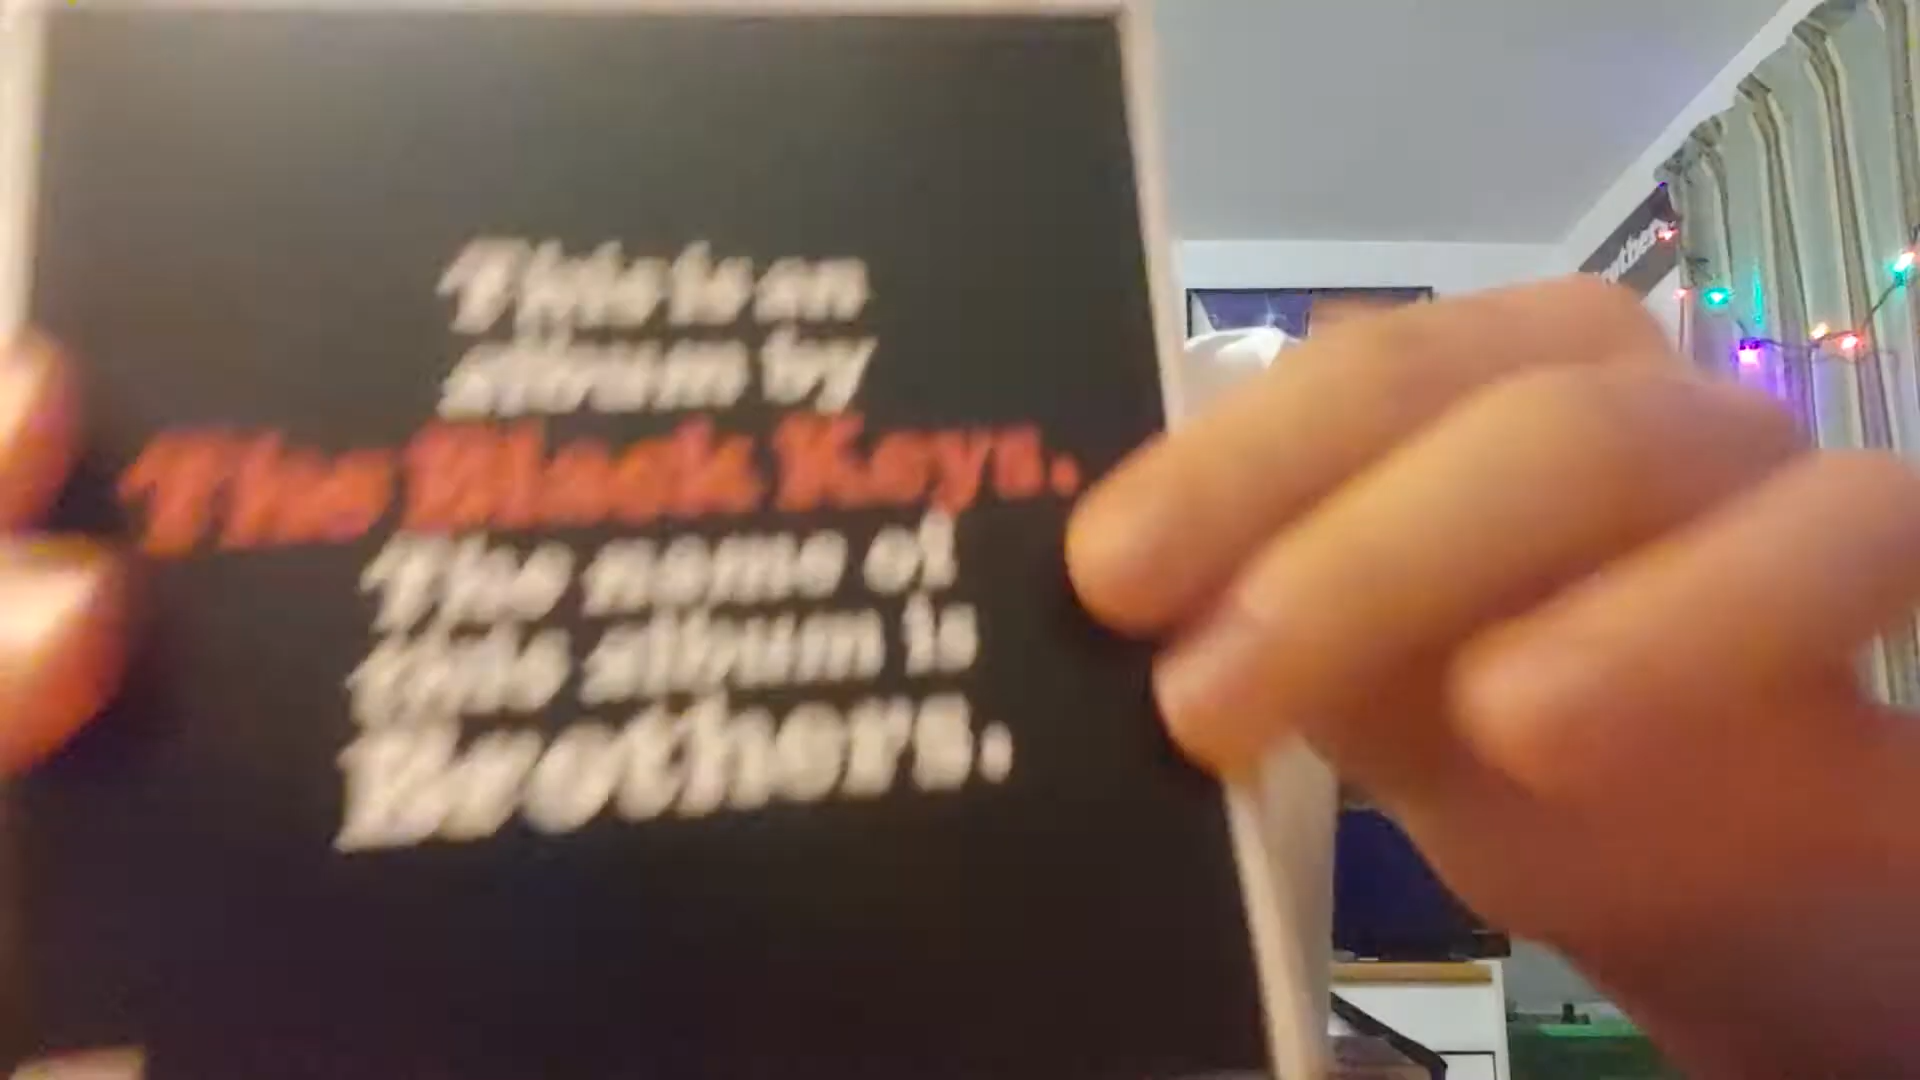 This is an
album by
The Black Keys.
The name of
this album is
Brothers.